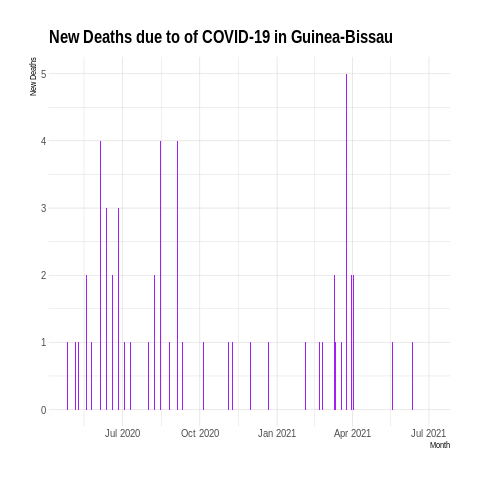 New Deaths due to of COVID-19 in Guinea-Bissau
New Deaths
5
4
3
2
1
0
Jul 2020 Oct 2020 Jan 2021 Apr 2021 Jul 2021
Month